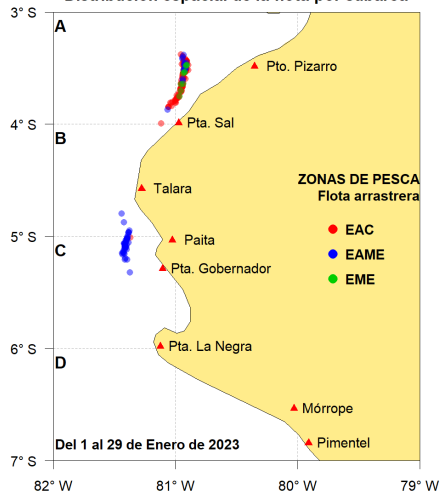 Distribución espacial de la flota por subárea
3° S
A
Pto. Pizarro
4° S
Pta. Sal
B
ZONAS DE PESCA
Flota arrastrera
Talara
EAC
5° S
Paita
C
EAME
Pta. Gobernador
EME
6° S
Pta. La Negra
D
Mórrope
Del 1 al 29 de Enero de 2023
Pimentel
7° S
82° W
81° W
80° W
79° W